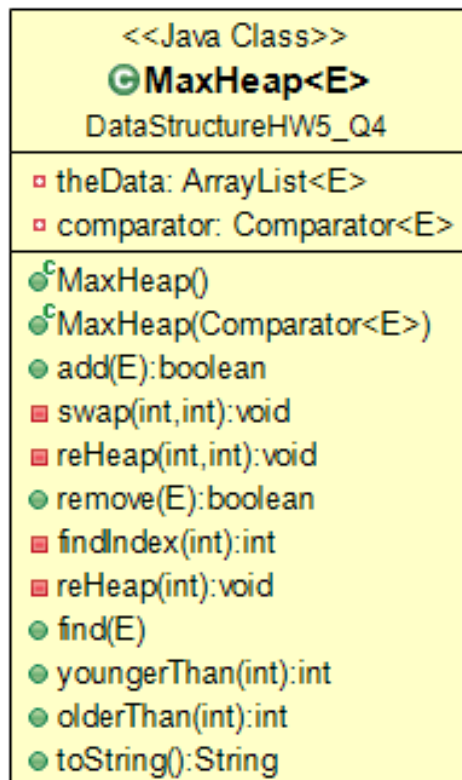 <<Java Class>>
MaxHeap<E>
DataStructureHW5_Q4
theData: ArrayList<E>
comparator: Comparator<E>
MaxHeap()
MaxHeap(Comparator<E>)
add(E):boolean
swap(int,int):void
reHeap(int,int):void
remove(E):boolean
findIndex(int):int
reHeap(int):void
find(E)
youngerThan(int):int
olderThan(int):int
toString():String